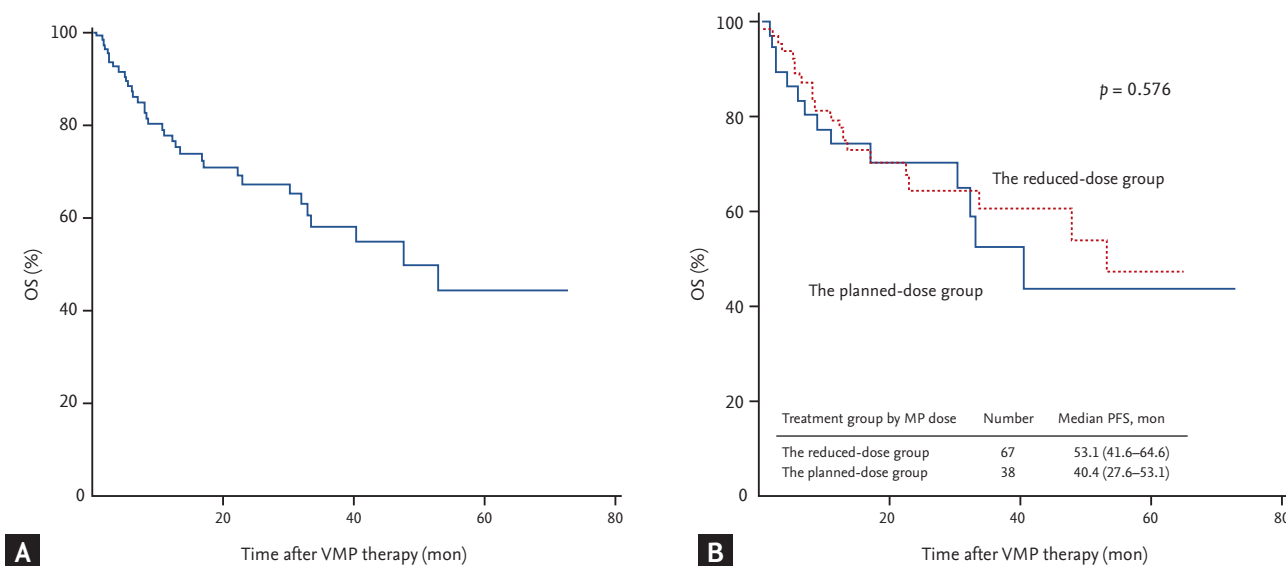 100
80
60
40
20
0
OS (%)
20 40 60 80
Time after VMP therapy (mon)
A
100
80
60
40
20
0
OS (%)
p = 0.576
The reduced-dose group
The planned-dose group
Treatment group by MP dose Number Median PFS, mon
The reduced-dose group 67 53.1 (41.6–64.6)
The planned-dose group 38 40.4 (27.6–53.1)
20 40 60 80
Time after VMP therapy (mon)
B